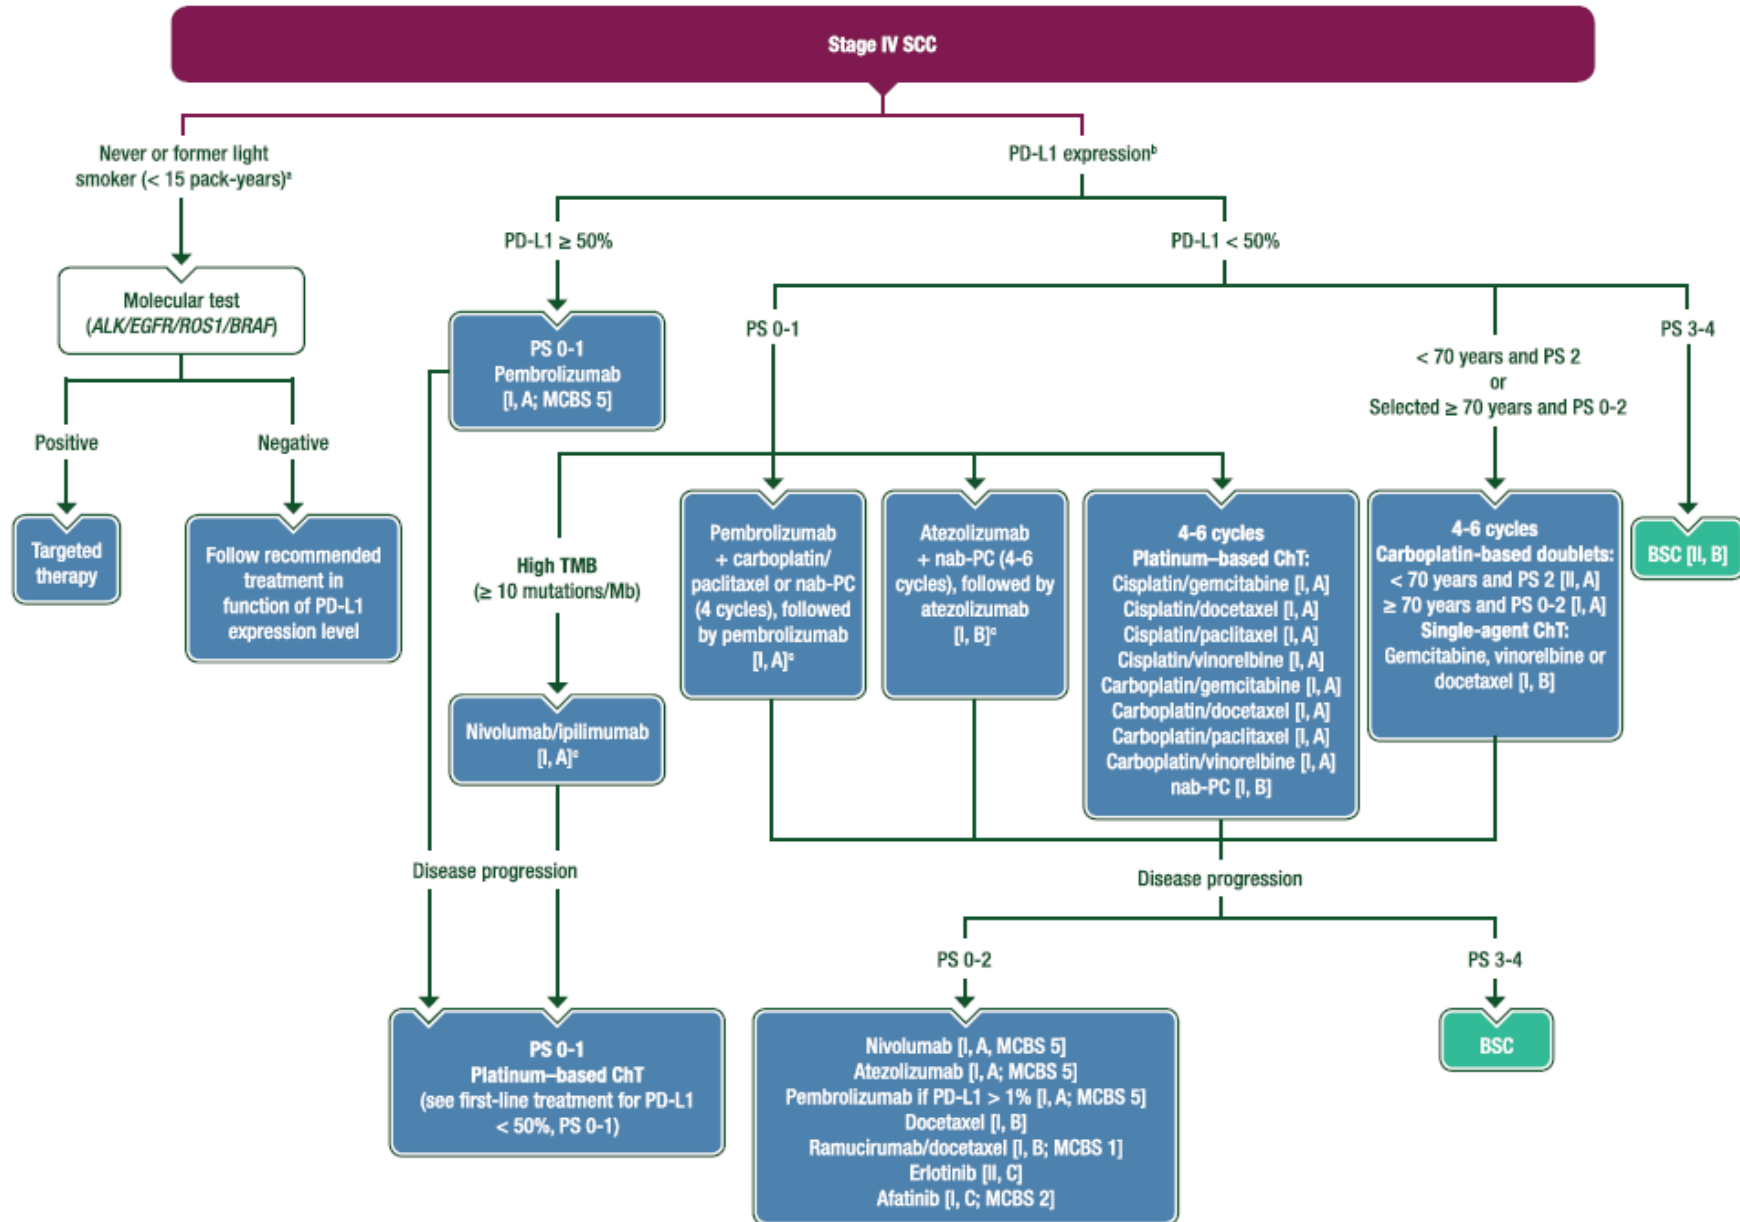 Stage IV SCC
Never or former light
smoker (< 15 pack-years)ᵃ
PD-L1 expressionᵇ
PD-L1 ≥ 50%
PD-L1 < 50%
Molecular test
(ALK/EGFR/ROS1/BRAF)
Positive
Negative
Targeted
therapy
Follow recommended
treatment in
function of PD-L1
expression level
PS 0-1
Pembrolizumab
[I, A; MCBS 5]
PS 0-1
< 70 years and PS 2
or
Selected ≥ 70 years and PS 0-2
PS 3-4
High TMB
(≥ 10 mutations/Mb)
Nivolumab/ipilimumab
[I, A]ᶜ
Pembrolizumab
+ carboplatin/
paclitaxel or nab-PC
(4 cycles), followed
by pembrolizumab
[I, A]ᶜ
Atezolizumab
+ nab-PC (4-6
cycles), followed by
atezolizumab
[I, B]ᶜ
4-6 cycles
Platinum–based ChT:
Cisplatin/gemcitabine [I, A]
Cisplatin/docetaxel [I, A]
Cisplatin/paclitaxel [I, A]
Cisplatin/vinorelbine [I, A]
Carboplatin/gemcitabine [I, A]
Carboplatin/docetaxel [I, A]
Carboplatin/paclitaxel [I, A]
Carboplatin/vinorelbine [I, A]
nab-PC [I, B]
4-6 cycles
Carboplatin-based doublets:
< 70 years and PS 2 [II, A]
≥ 70 years and PS 0-2 [I, A]
Single-agent ChT:
Gemcitabine, vinorelbine or
docetaxel [I, B]
BSC [II, B]
Disease progression
Disease progression
PS 0-2
PS 3-4
PS 0-1
Platinum–based ChT
(see first-line treatment for PD-L1
< 50%, PS 0-1)
Nivolumab [I, A, MCBS 5]
Atezolizumab [I, A; MCBS 5]
Pembrolizumab if PD-L1 > 1% [I, A; MCBS 5]
Docetaxel [I, B]
Ramucirumab/docetaxel [I, B; MCBS 1]
Erlotinib [II, C]
Afatinib [I, C; MCBS 2]
BSC